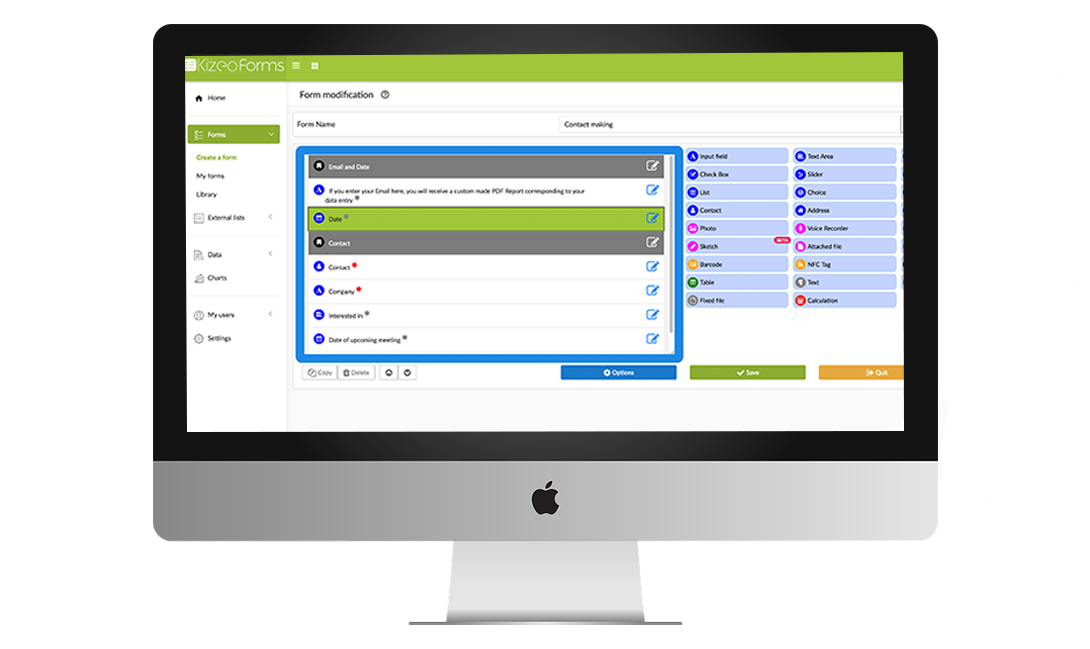 KizeoForms
Home
Forms
Create a form
My forms
Library
External lists
Data
Charts
My users
Settings
Form modification
Form Name
Contact making
Email and Date
If you enter your Email here, you will receive a custom made PDF Report corresponding to your
data entry
Date
Contact
Contact
Company
Interested in
Date of upcoming meeting
Input field
Text Area
Check Box
Slider
List
Choice
Contact
Address
Photo
Voice Recorder
Sketch
BETA
Attached file
Barcode
NFC Tag
Table
Text
Fixed file
Calculation
Copy
Delete
Options
Save
Quit